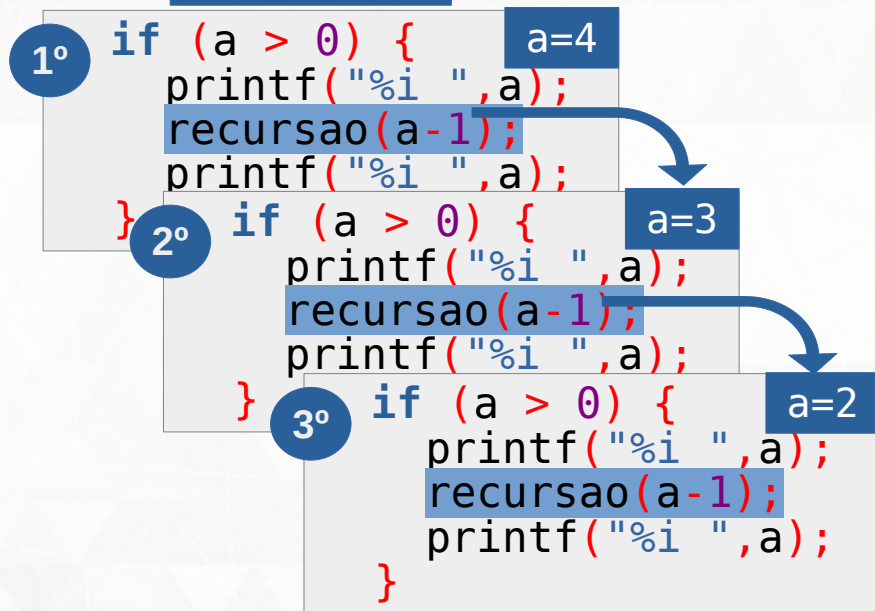 1º
if (a > 0) {
a=4
printf("%i ",a);
recursao(a-1);
printf("%i ",a);
}
2º
if (a > 0) {
a=3
printf("%i ",a);
recursao(a-1);
printf("%i ",a);
}
3º
if (a > 0) {
a=2
printf("%i ",a);
recursao(a-1);
printf("%i ",a);
}